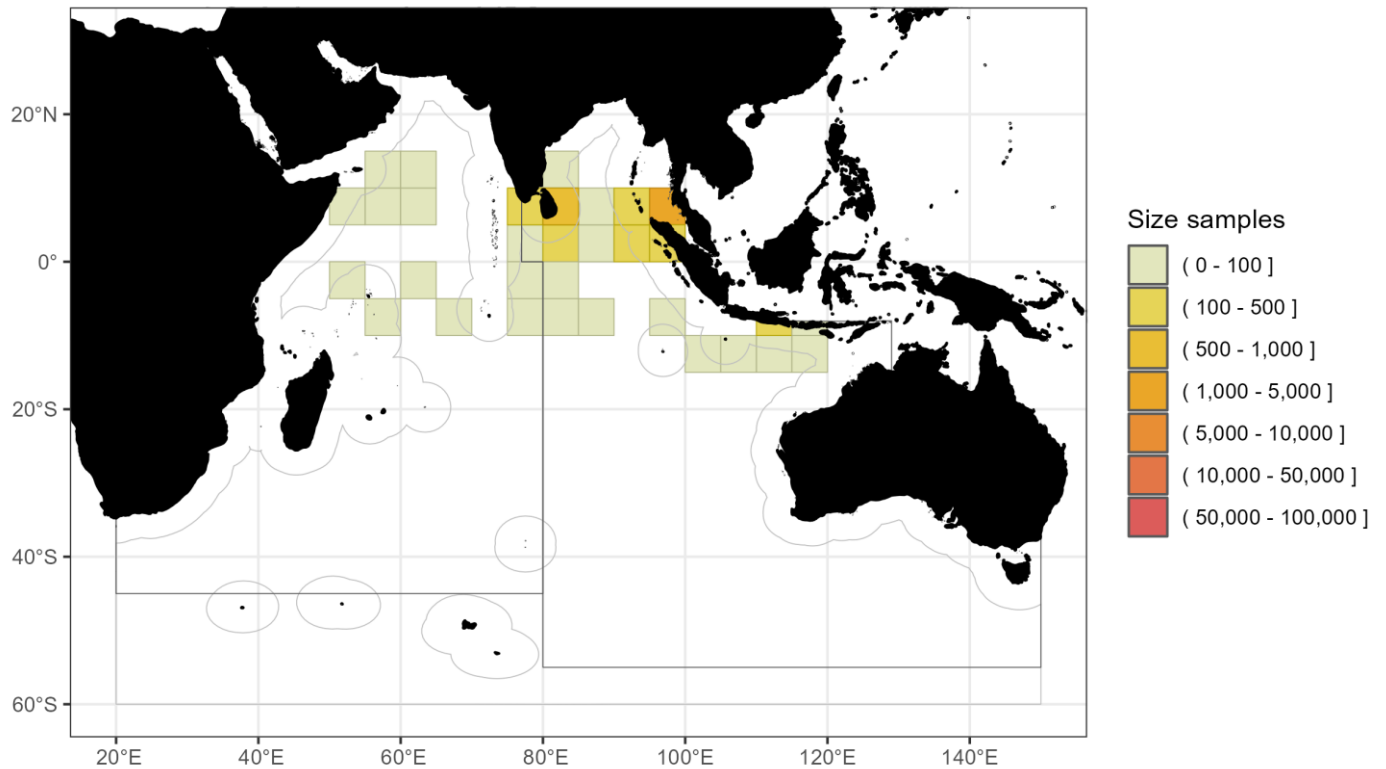 20°N
0°
20°S
40°S
60°S
20°E
40°E
60°E
80°E
100°E
120°E
140°E
Size samples
( 0 - 100 ]
( 100 - 500 ]
( 500 - 1,000 ]
( 1,000 - 5,000 ]
( 5,000 - 10,000 ]
( 10,000 - 50,000 ]
( 50,000 - 100,000 ]